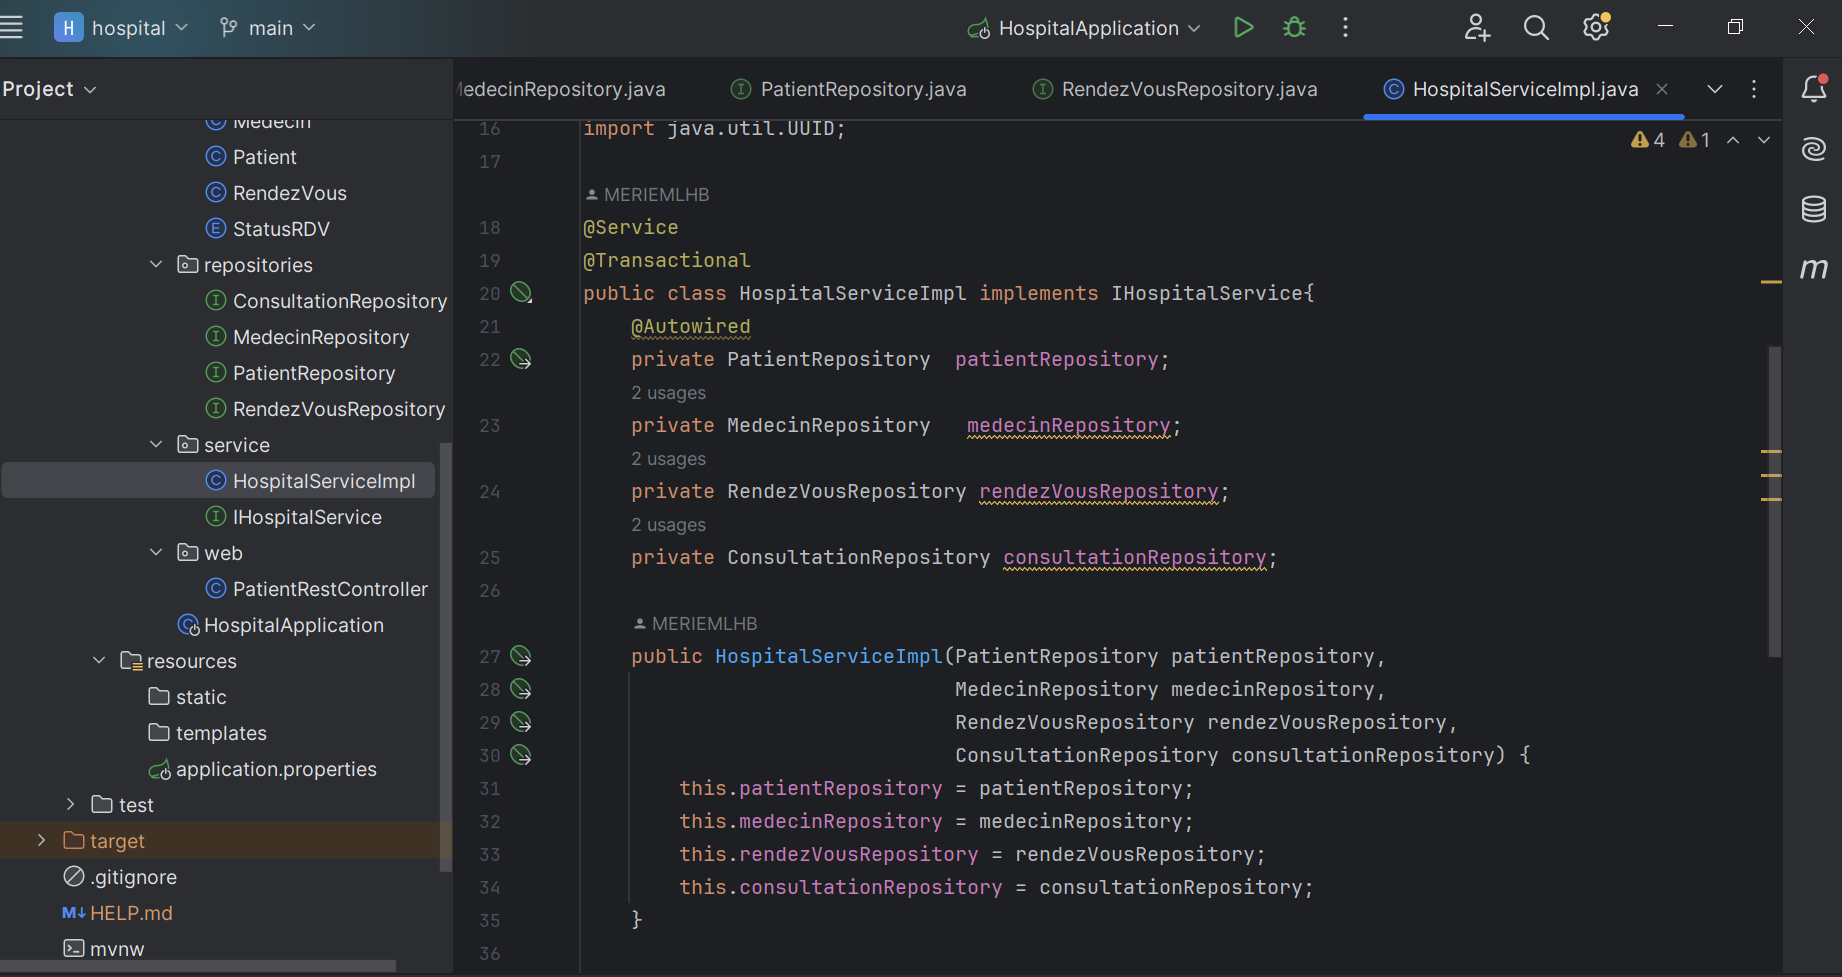 H hospital main HospitalApplication
Project
MedecinRepository.java PatientRepository.java RendezVousRepository.java HospitalServiceImpl.java
4 1
Medecin
Patient
RendezVous
StatusRDV
repositories
ConsultationRepository
MedecinRepository
PatientRepository
RendezVousRepository
service
HospitalServiceImpl
IHospitalService
web
PatientRestController
HospitalApplication
resources
static
templates
application.properties
test
target
.gitignore
M↓ HELP.md
mvnw
16 import java.util.UUID;
17
MERIEMLHB
18 @Service
19 @Transactional
20 public class HospitalServiceImpl implements IHospitalService{
21 @Autowired
22 private PatientRepository  patientRepository;
2 usages
23 private MedecinRepository   medecinRepository;
2 usages
24 private RendezVousRepository rendezVousRepository;
2 usages
25 private ConsultationRepository consultationRepository;
26
MERIEMLHB
27 public HospitalServiceImpl(PatientRepository patientRepository,
28 MedecinRepository medecinRepository,
29 RendezVousRepository rendezVousRepository,
30 ConsultationRepository consultationRepository) {
31 this.patientRepository = patientRepository;
32 this.medecinRepository = medecinRepository;
33 this.rendezVousRepository = rendezVousRepository;
34 this.consultationRepository = consultationRepository;
35 }
36
m